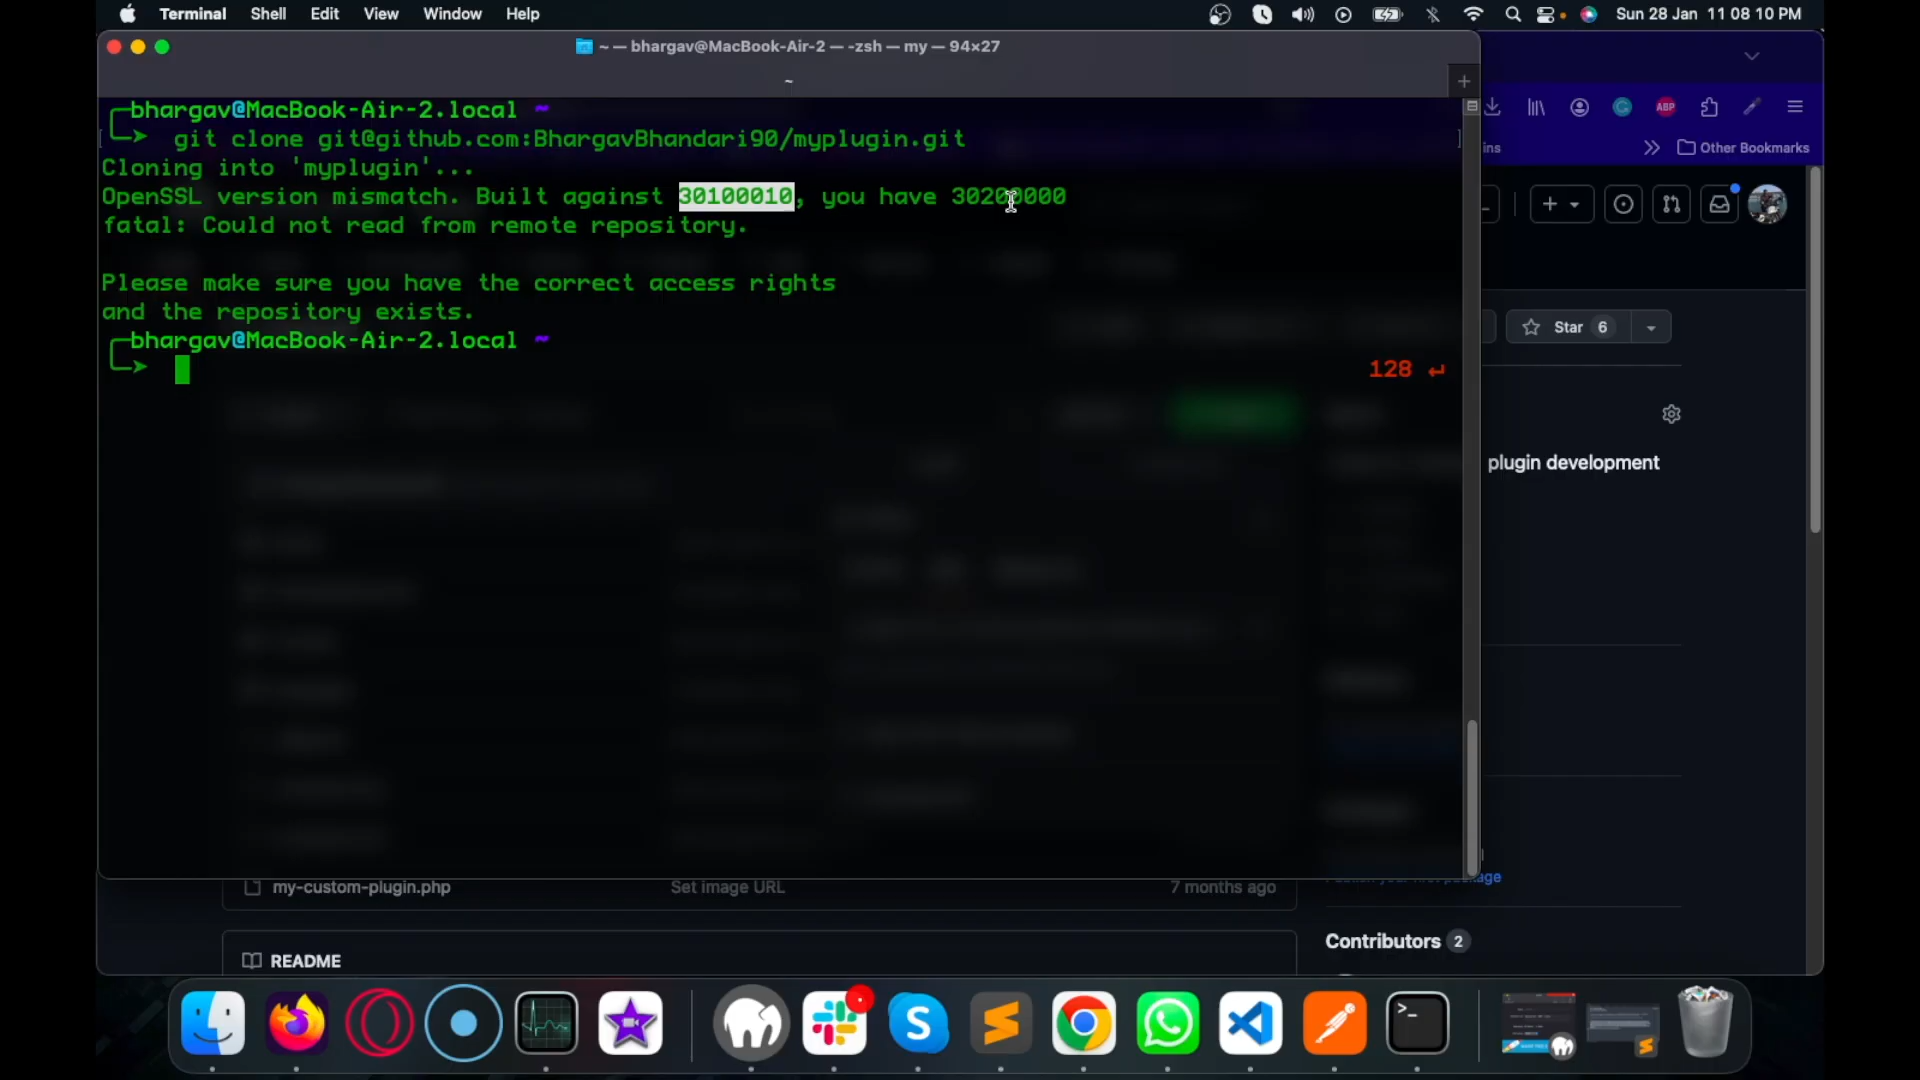 Terminal Shell Edit View Window Help Sun 28 Jan 11 08 10 PM
~ — bhargav@MacBook-Air-2 — -zsh — my — 94×27
~
bhargav@MacBook-Air-2.local ~
git clone git@github.com:BhargavBhandari90/myplugin.git
Cloning into 'myplugin'...
OpenSSL version mismatch. Built against 30100010, you have 30200000
fatal: Could not read from remote repository.
Please make sure you have the correct access rights
and the repository exists.
bhargav@MacBook-Air-2.local ~
128 ↵
ABP
Other Bookmarks
Star 6
plugin development
my-custom-plugin.php Set image URL 7 months ago
README
Contributors 2